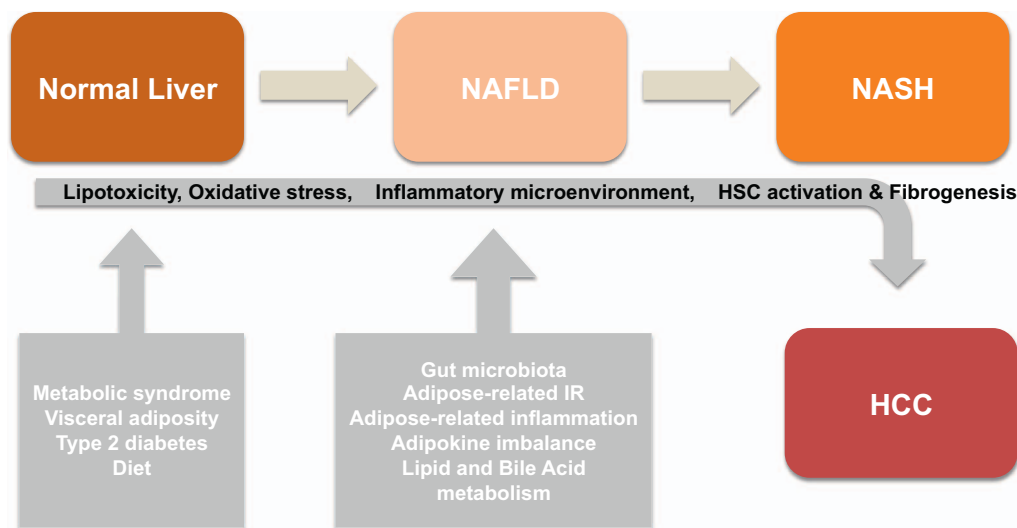 Normal Liver
NAFLD
NASH
Lipotoxicity, Oxidative stress, Inflammatory microenvironment, HSC activation & Fibrogenesis
Metabolic syndrome
Visceral adiposity
Type 2 diabetes
Diet
Gut microbiota
Adipose-related IR
Adipose-related inflammation
Adipokine imbalance
Lipid and Bile Acid
metabolism
HCC